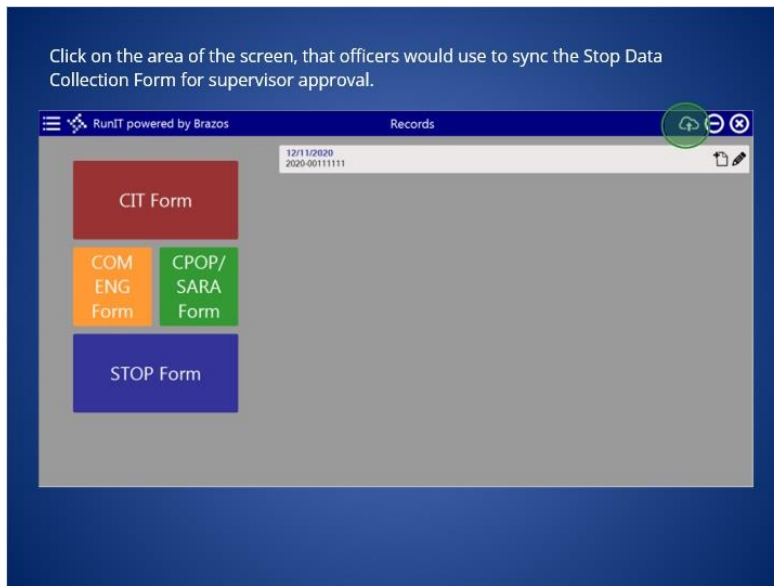 Click on the area of the screen, that officers would use to sync the Stop Data
Collection Form for supervisor approval.
RunIT powered by Brazos
Records
12/11/2020
2020-00111111
CIT Form
COM
ENG
Form
CPOP/
SARA
Form
STOP Form